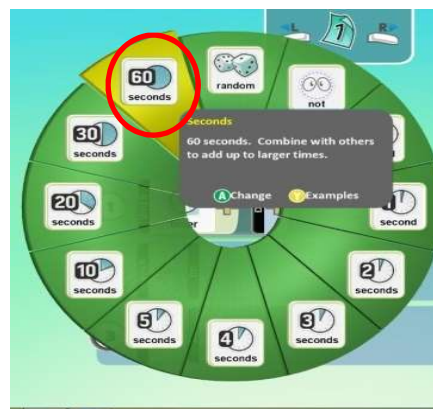 L 1 R
60
seconds
random
not
Seconds
60 seconds. Combine with others
to add up to larger times.
A Change Y Examples
30
seconds
20
seconds
second
10
seconds
2
seconds
5
seconds
3
seconds
4
seconds